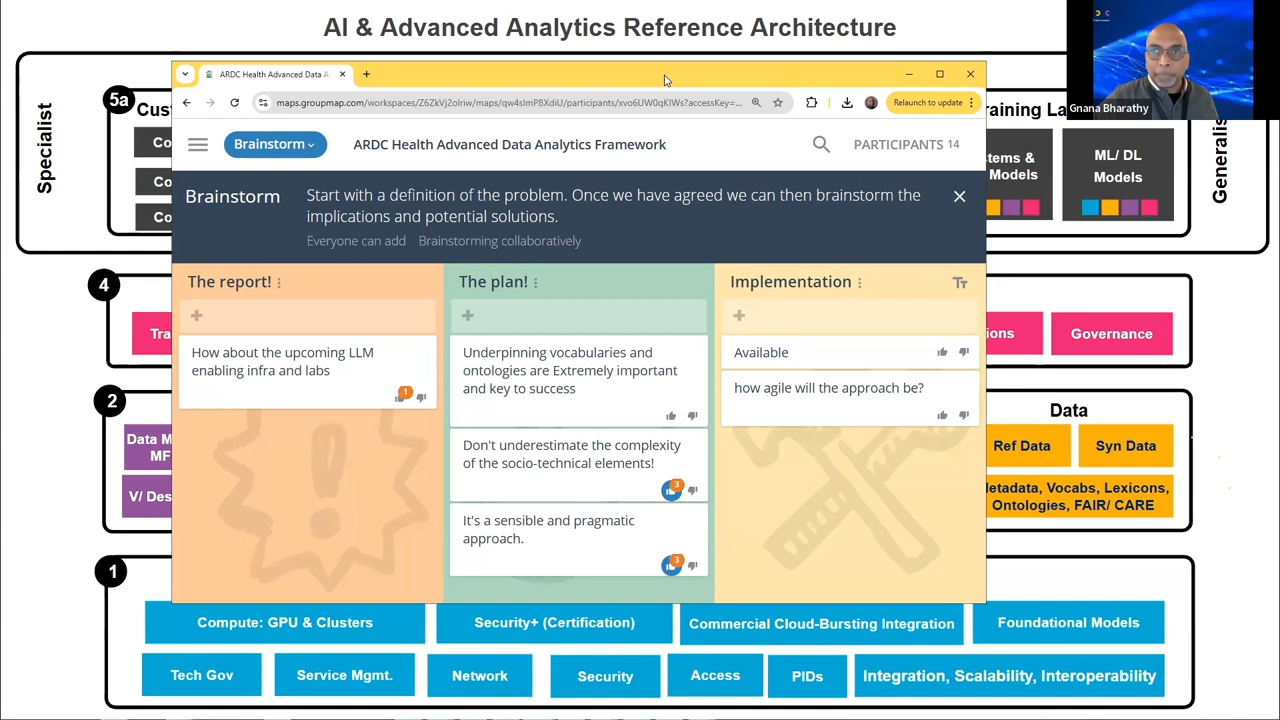 AI & Advanced Analytics Reference Architecture
Gnana Bharathy
Specialist
Generalis
5a
Cus
Co
Co
Co
ARDC Health Advanced Data A
maps.groupmap.com/workspaces/Z6ZkVj2olriw/maps/qw4slmP8XdiU/participants/xvo6UW0qKIWs?accessKey=...
Relaunch to update
Brainstorm
ARDC Health Advanced Data Analytics Framework
PARTICIPANTS 14
Brainstorm
Start with a definition of the problem. Once we have agreed we can then brainstorm the
implications and potential solutions.
Everyone can add
Brainstorming collaboratively
The report!
How about the upcoming LLM
enabling infra and labs
1
The plan!
Underpinning vocabularies and
ontologies are Extremely important
and key to success
Don't underestimate the complexity
of the socio-technical elements!
3
It's a sensible and pragmatic
approach.
3
Implementation
Tт
Available
how agile will the approach be?
raining La
stems &
Models
ML/ DL
Models
4
Tra
ions
Governance
2
Data M
MF
V/ Des
Data
Ref Data
Syn Data
etadata, Vocabs, Lexicons,
Ontologies, FAIR/ CARE
1
Compute: GPU & Clusters
Security+ (Certification)
Commercial Cloud-Bursting Integration
Foundational Models
Tech Gov
Service Mgmt.
Network
Security
Access
PIDs
Integration, Scalability, Interoperability